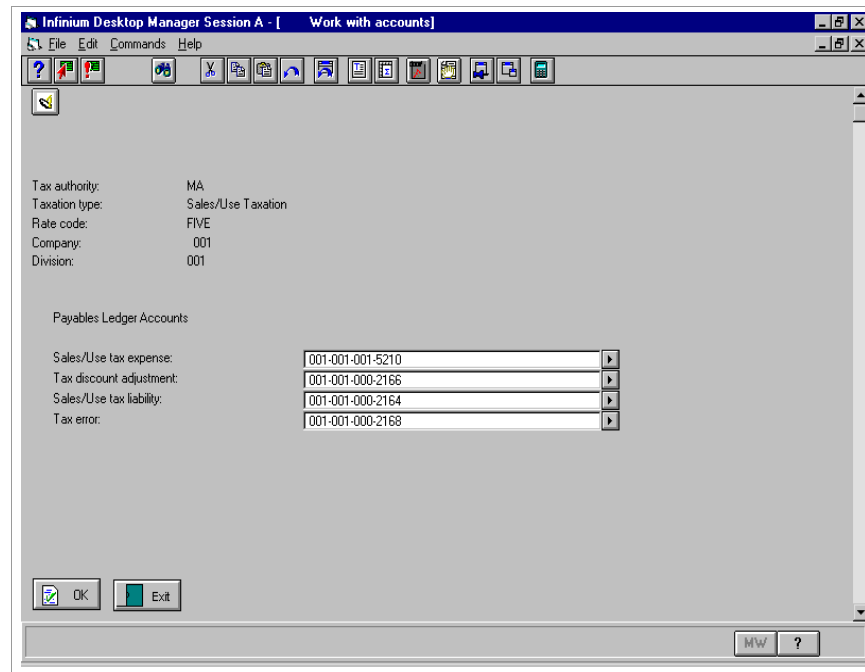 Infinium Desktop Manager Session A - [ Work with accounts]
File Edit Commands Help
Tax authority: MA
Taxation type: Sales/Use Taxation
Rate code: FIVE
Company: 001
Division: 001
Payables Ledger Accounts
Sales/Use tax expense: 001-001-001-5210
Tax discount adjustment: 001-001-000-2166
Sales/Use tax liability: 001-001-000-2164
Tax error: 001-001-000-2168
OK Exit
MW ?